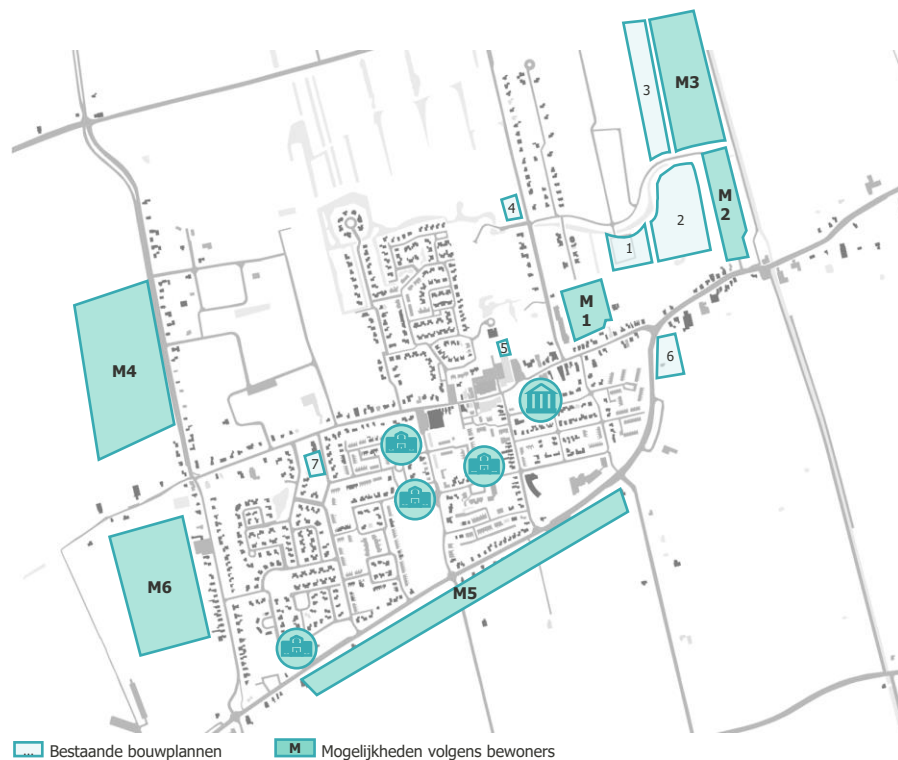 3
M3
4
M
2
2
1
M
1
5
6
M4
7
M6
M5
... Bestaande bouwplannen
M Mogelijkheden volgens bewoners